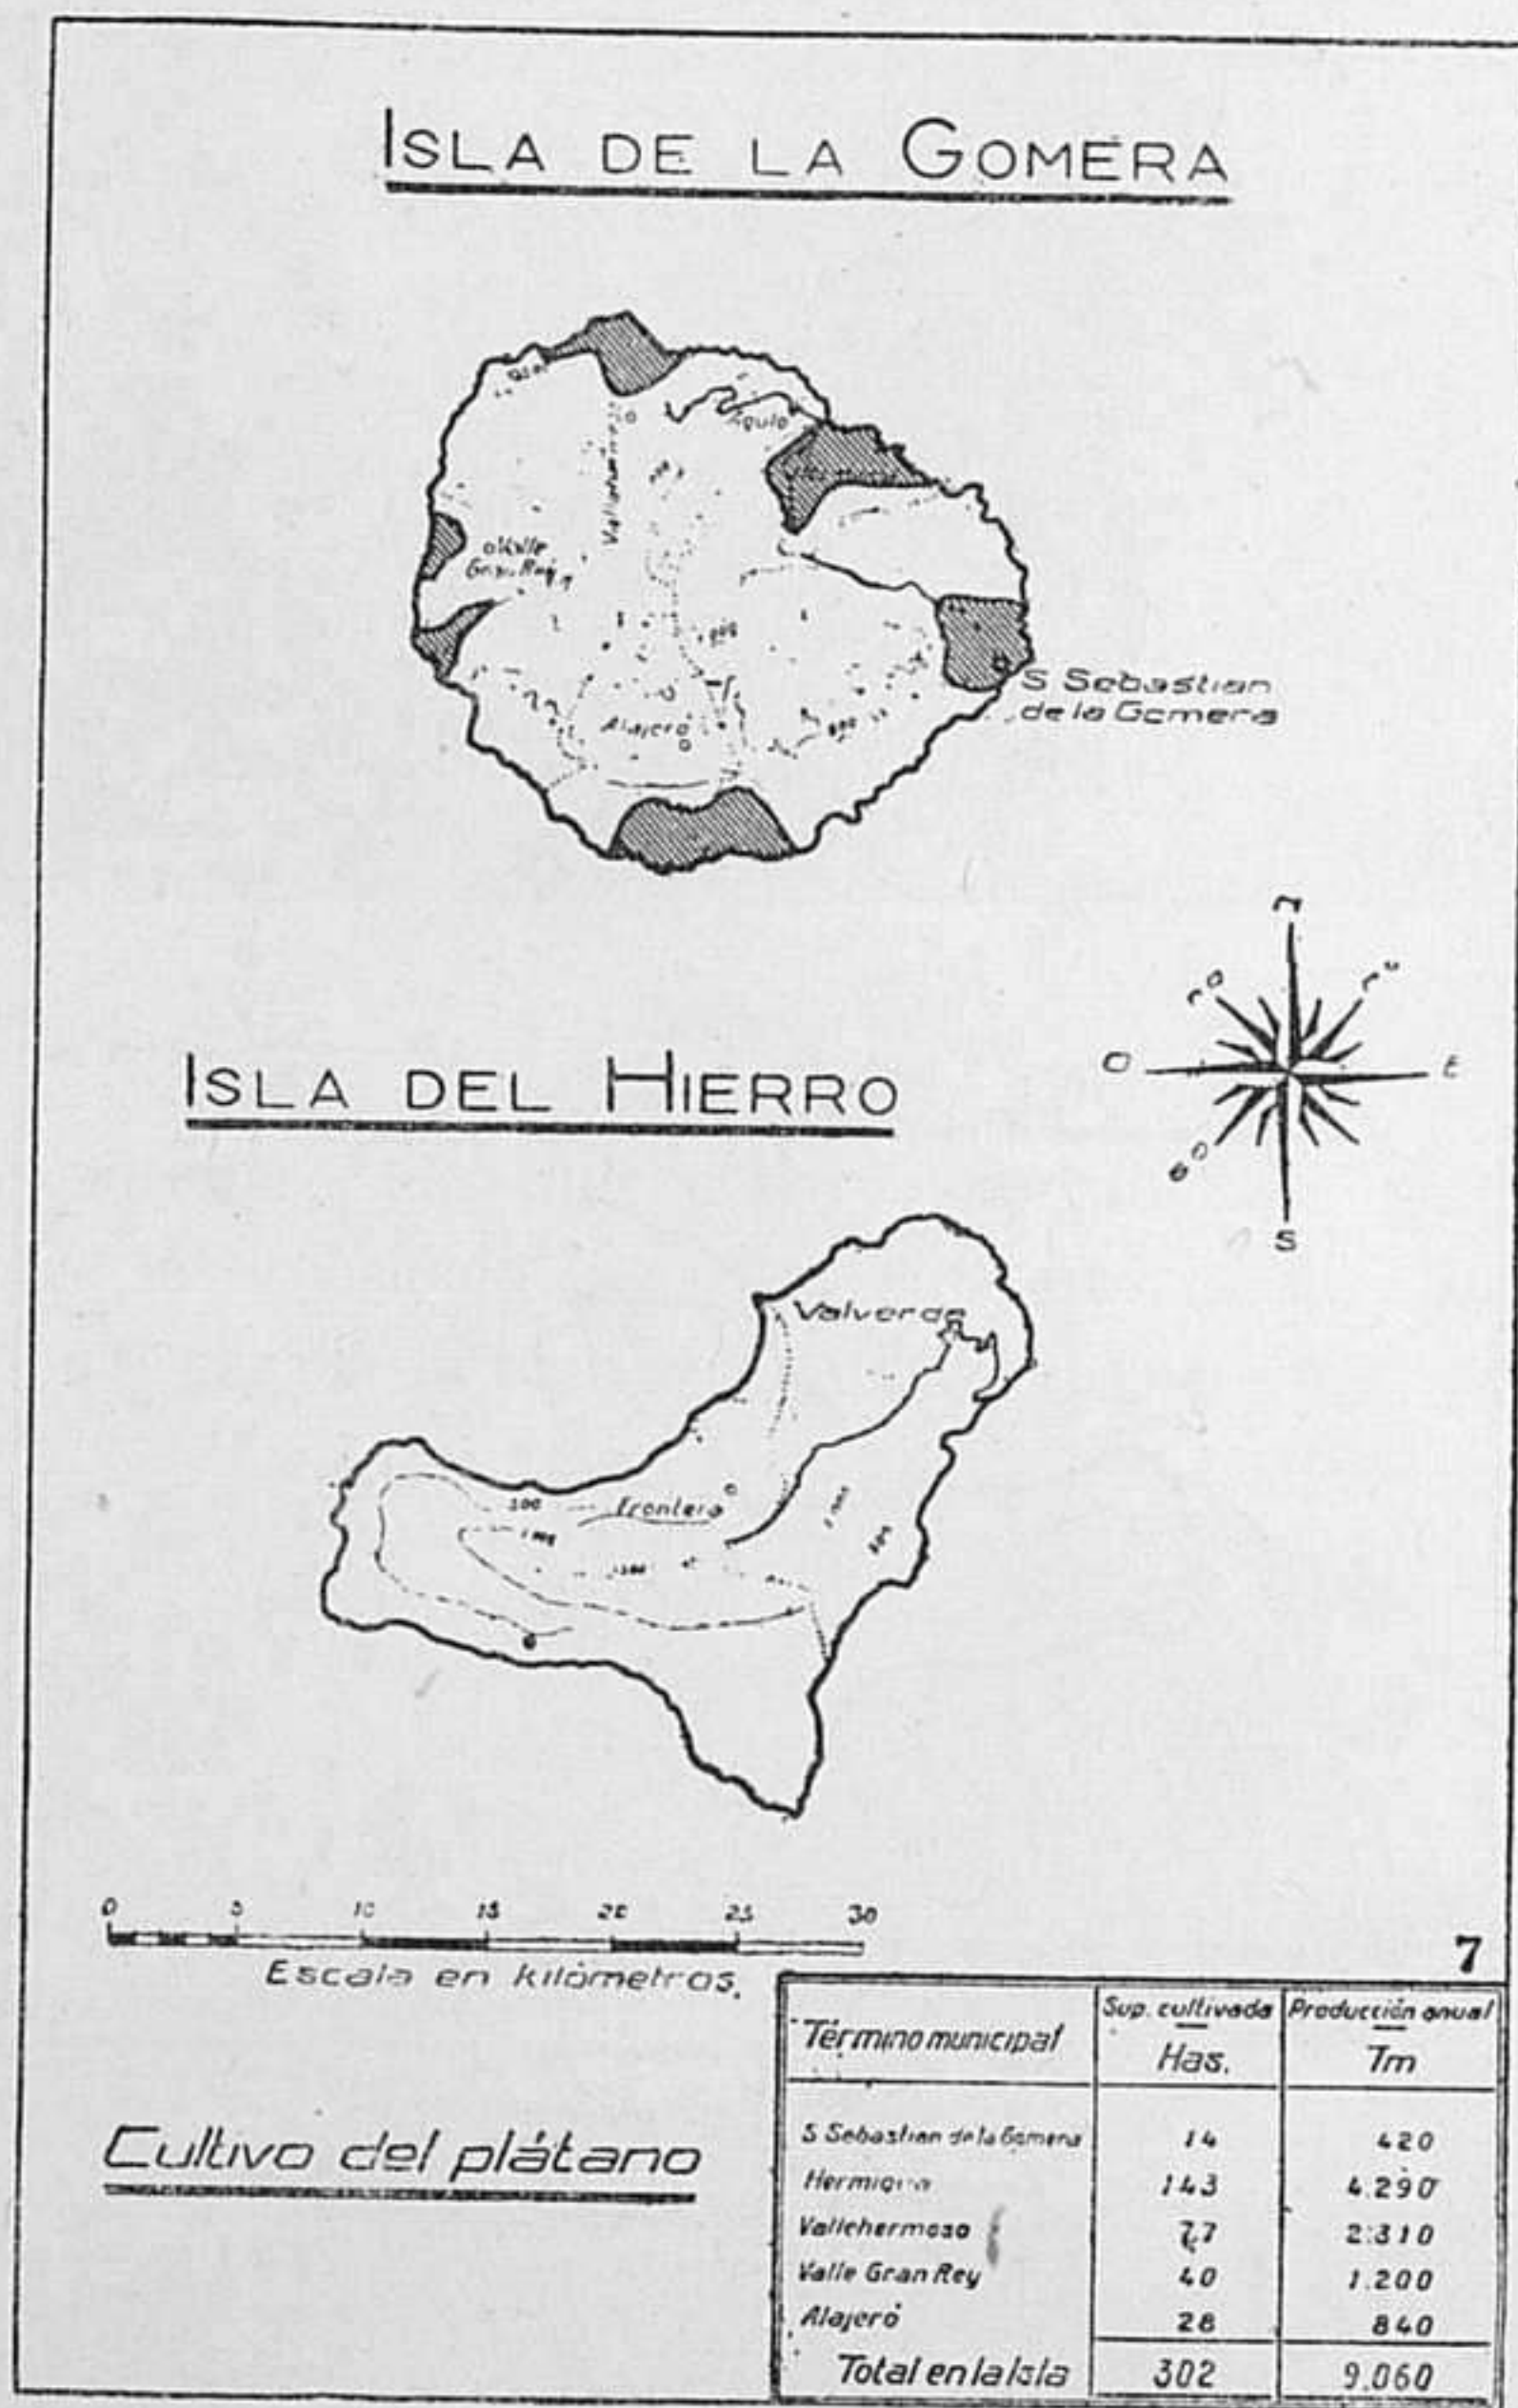 ISLA DE LA GOMERA
Agulo
Vallehermoso
Valle
Gran Rey
Alajeró
S Sebastian
de la Gomera
N
O
E
S
ISLA DEL HIERRO
Valverde
Frontera
0 5 10 15 20 25 30
Escala en kilómetros.
7
Cultivo del plátano
Término municipal Sup. cultivada Has. Producción anual Tm
S Sebastian de la Gomera 14 420
Hermigua 143 4.290
Vallehermoso 77 2.310
Valle Gran Rey 40 1.200
Alajeró 28 840
Total en la Isla 302 9.060